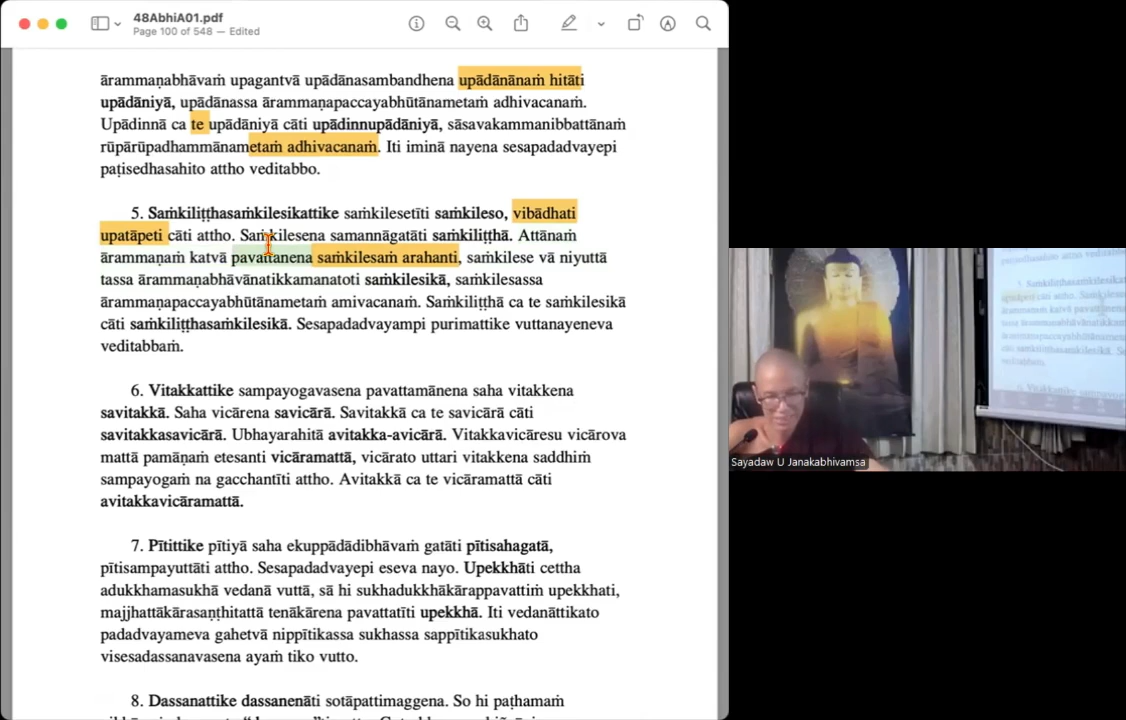 48AbhiA01.pdf
Page 100 of 548 — Edited
ārammaṇabhāvaṁ upagantvā upādānasambandhena upādānānaṁ hitāti
upādāniyā, upādānassa ārammaṇapaccayabhūtānametaṁ adhivacanaṁ.
Upādinnā ca te upādāniyā cāti upādinnupādāniyā, sāsavakammanibbattānaṁ
rūpārūpadhammānametaṁ adhivacanaṁ. Iti iminā nayena sesapadadvayepi
paṭisedhasahito attho veditabbo.
5. Saṁkiliṭṭhasaṁkilesikattike saṁkilesetīti saṁkileso, vibādhati
upatāpeti cāti attho. Saṁkilesena samannāgatāti saṁkiliṭṭhā. Attānaṁ
ārammaṇaṁ katvā pavattanena saṁkilesaṁ arahanti, saṁkilese vā niyuttā
tassa ārammaṇabhāvānatikkamanatoti saṁkilesikā, saṁkilesassa
ārammaṇapaccayabhūtānametaṁ amivacanaṁ. Saṁkiliṭṭhā ca te saṁkilesikā
cāti saṁkiliṭṭhasaṁkilesikā. Sesapadadvayampi purimattike vuttanayeneva
veditabbaṁ.
6. Vitakkattike sampayogavasena pavattamānena saha vitakkena
savitakkā. Saha vicārena savicārā. Savitakkā ca te savicārā cāti
savitakkasavicārā. Ubhayarahitā avitakka-avicārā. Vitakkavicāresu vicārova
mattā pamāṇaṁ etesanti vicāramattā, vicārato uttari vitakkena saddhiṁ
sampayogaṁ na gacchantīti attho. Avitakkā ca te vicāramattā cāti
avitakkavicāramattā.
7. Pītittike pītiyā saha ekuppādādibhāvaṁ gatāti pītisahagatā,
pītisampayuttāti attho. Sesapadadvayepi eseva nayo. Upekkhāti cettha
adukkhamasukhā vedanā vuttā, sā hi sukhadukkhākārappavattiṁ upekkhati,
majjhattākārasaṇṭhitattā tenākārena pavattatīti upekkhā. Iti vedanāttikato
padadvayameva gahetvā nippītikassa sukhassa sappītikasukhato
visesadassanavasena ayaṁ tiko vutto.
8. Dassanattike dassanenāti sotāpattimaggena. So hi paṭhamaṁ
Sayadaw U Janakabhivamsa